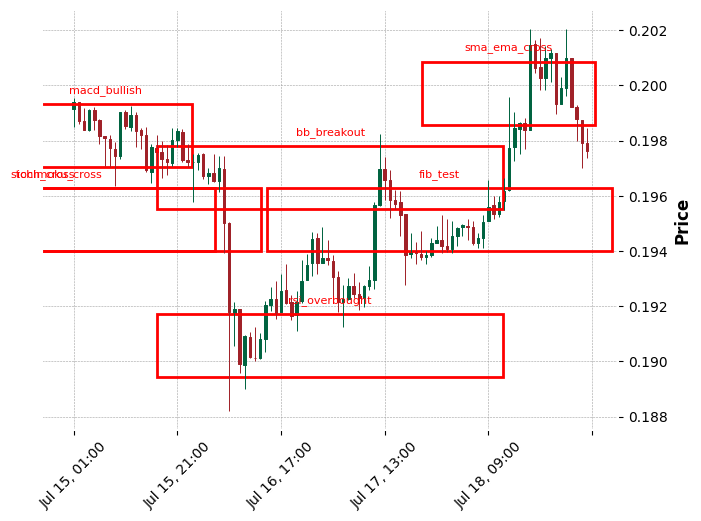 0.202
sma_ema_cross
0.200
macd_bullish
0.198
bb_breakout
fib_test
0.196
Price
0.194
0.192
0.190
0.188
Jul 15, 01:00
Jul 15, 21:00
Jul 16, 17:00
Jul 17, 13:00
Jul 18, 09:00